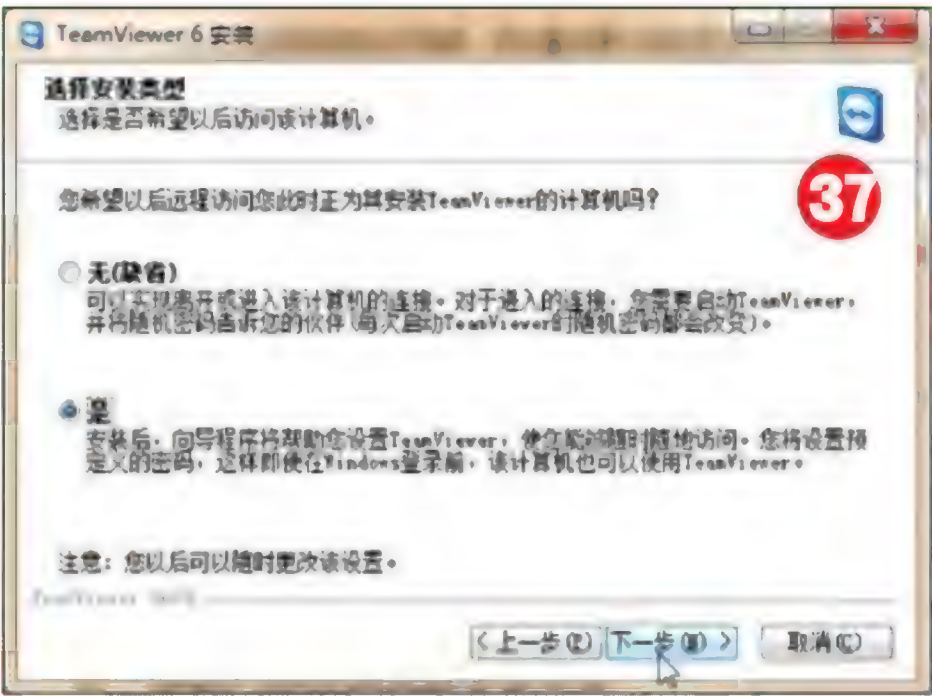 TeamViewer 6 安装
选择安装类型
选择是否希望以后访问该计算机。
37
您希望以后远程访问您此时正为其安装TeamViewer的计算机吗？
无(缺省)
可以实现离开或进入该计算机的连接。对于进入的连接，您需要启动TeamViewer，
并将随机密码告诉您的伙伴(每次启动TeamViewer时随机密码都会改变)。
是
安装后，向导程序将帮助您设置TeamViewer，使您能够随时随地访问。您将设置预
定义的密码，这样即使在Windows登录前，该计算机也可以使用TeamViewer。
注意：您以后可以随时更改该设置。
TeamViewer
< 上一步(P)
下一步(N) >
取消(C)